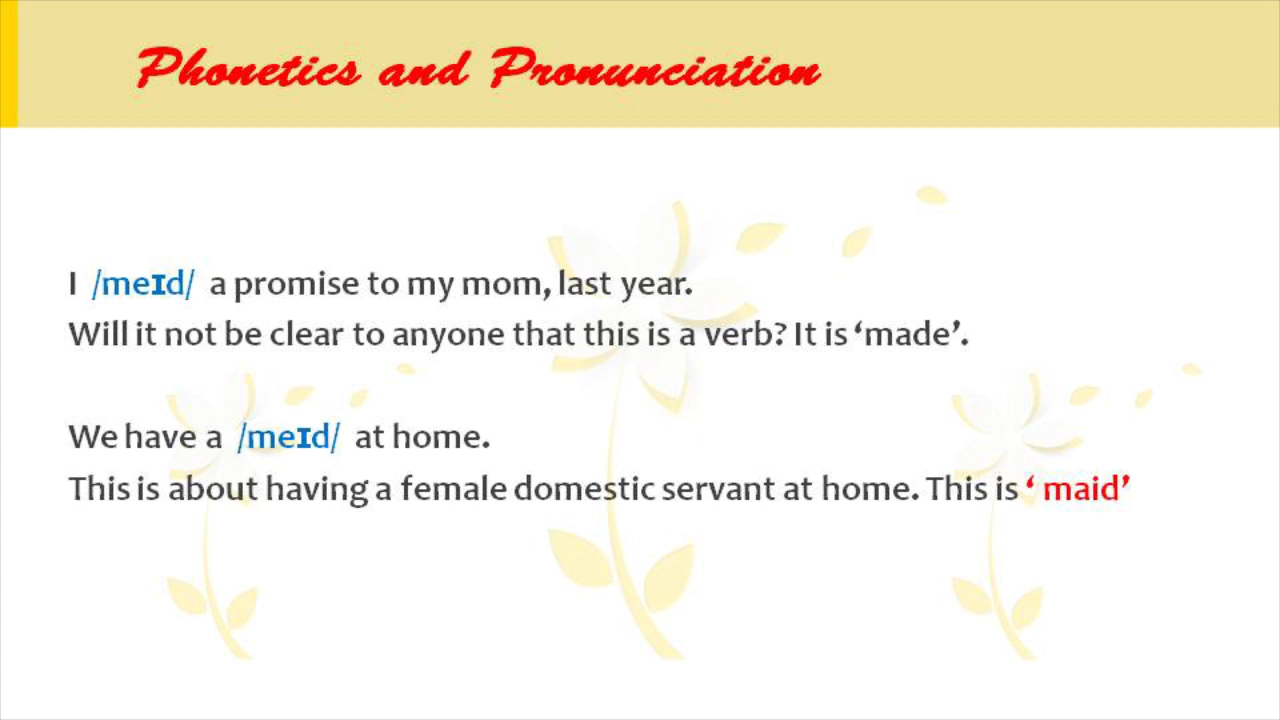 Phonetics and Pronunciation
I /meɪd/ a promise to my mom, last year.
Will it not be clear to anyone that this is a verb? It is ‘made’.
We have a /meɪd/ at home.
This is about having a female domestic servant at home. This is ‘ maid’